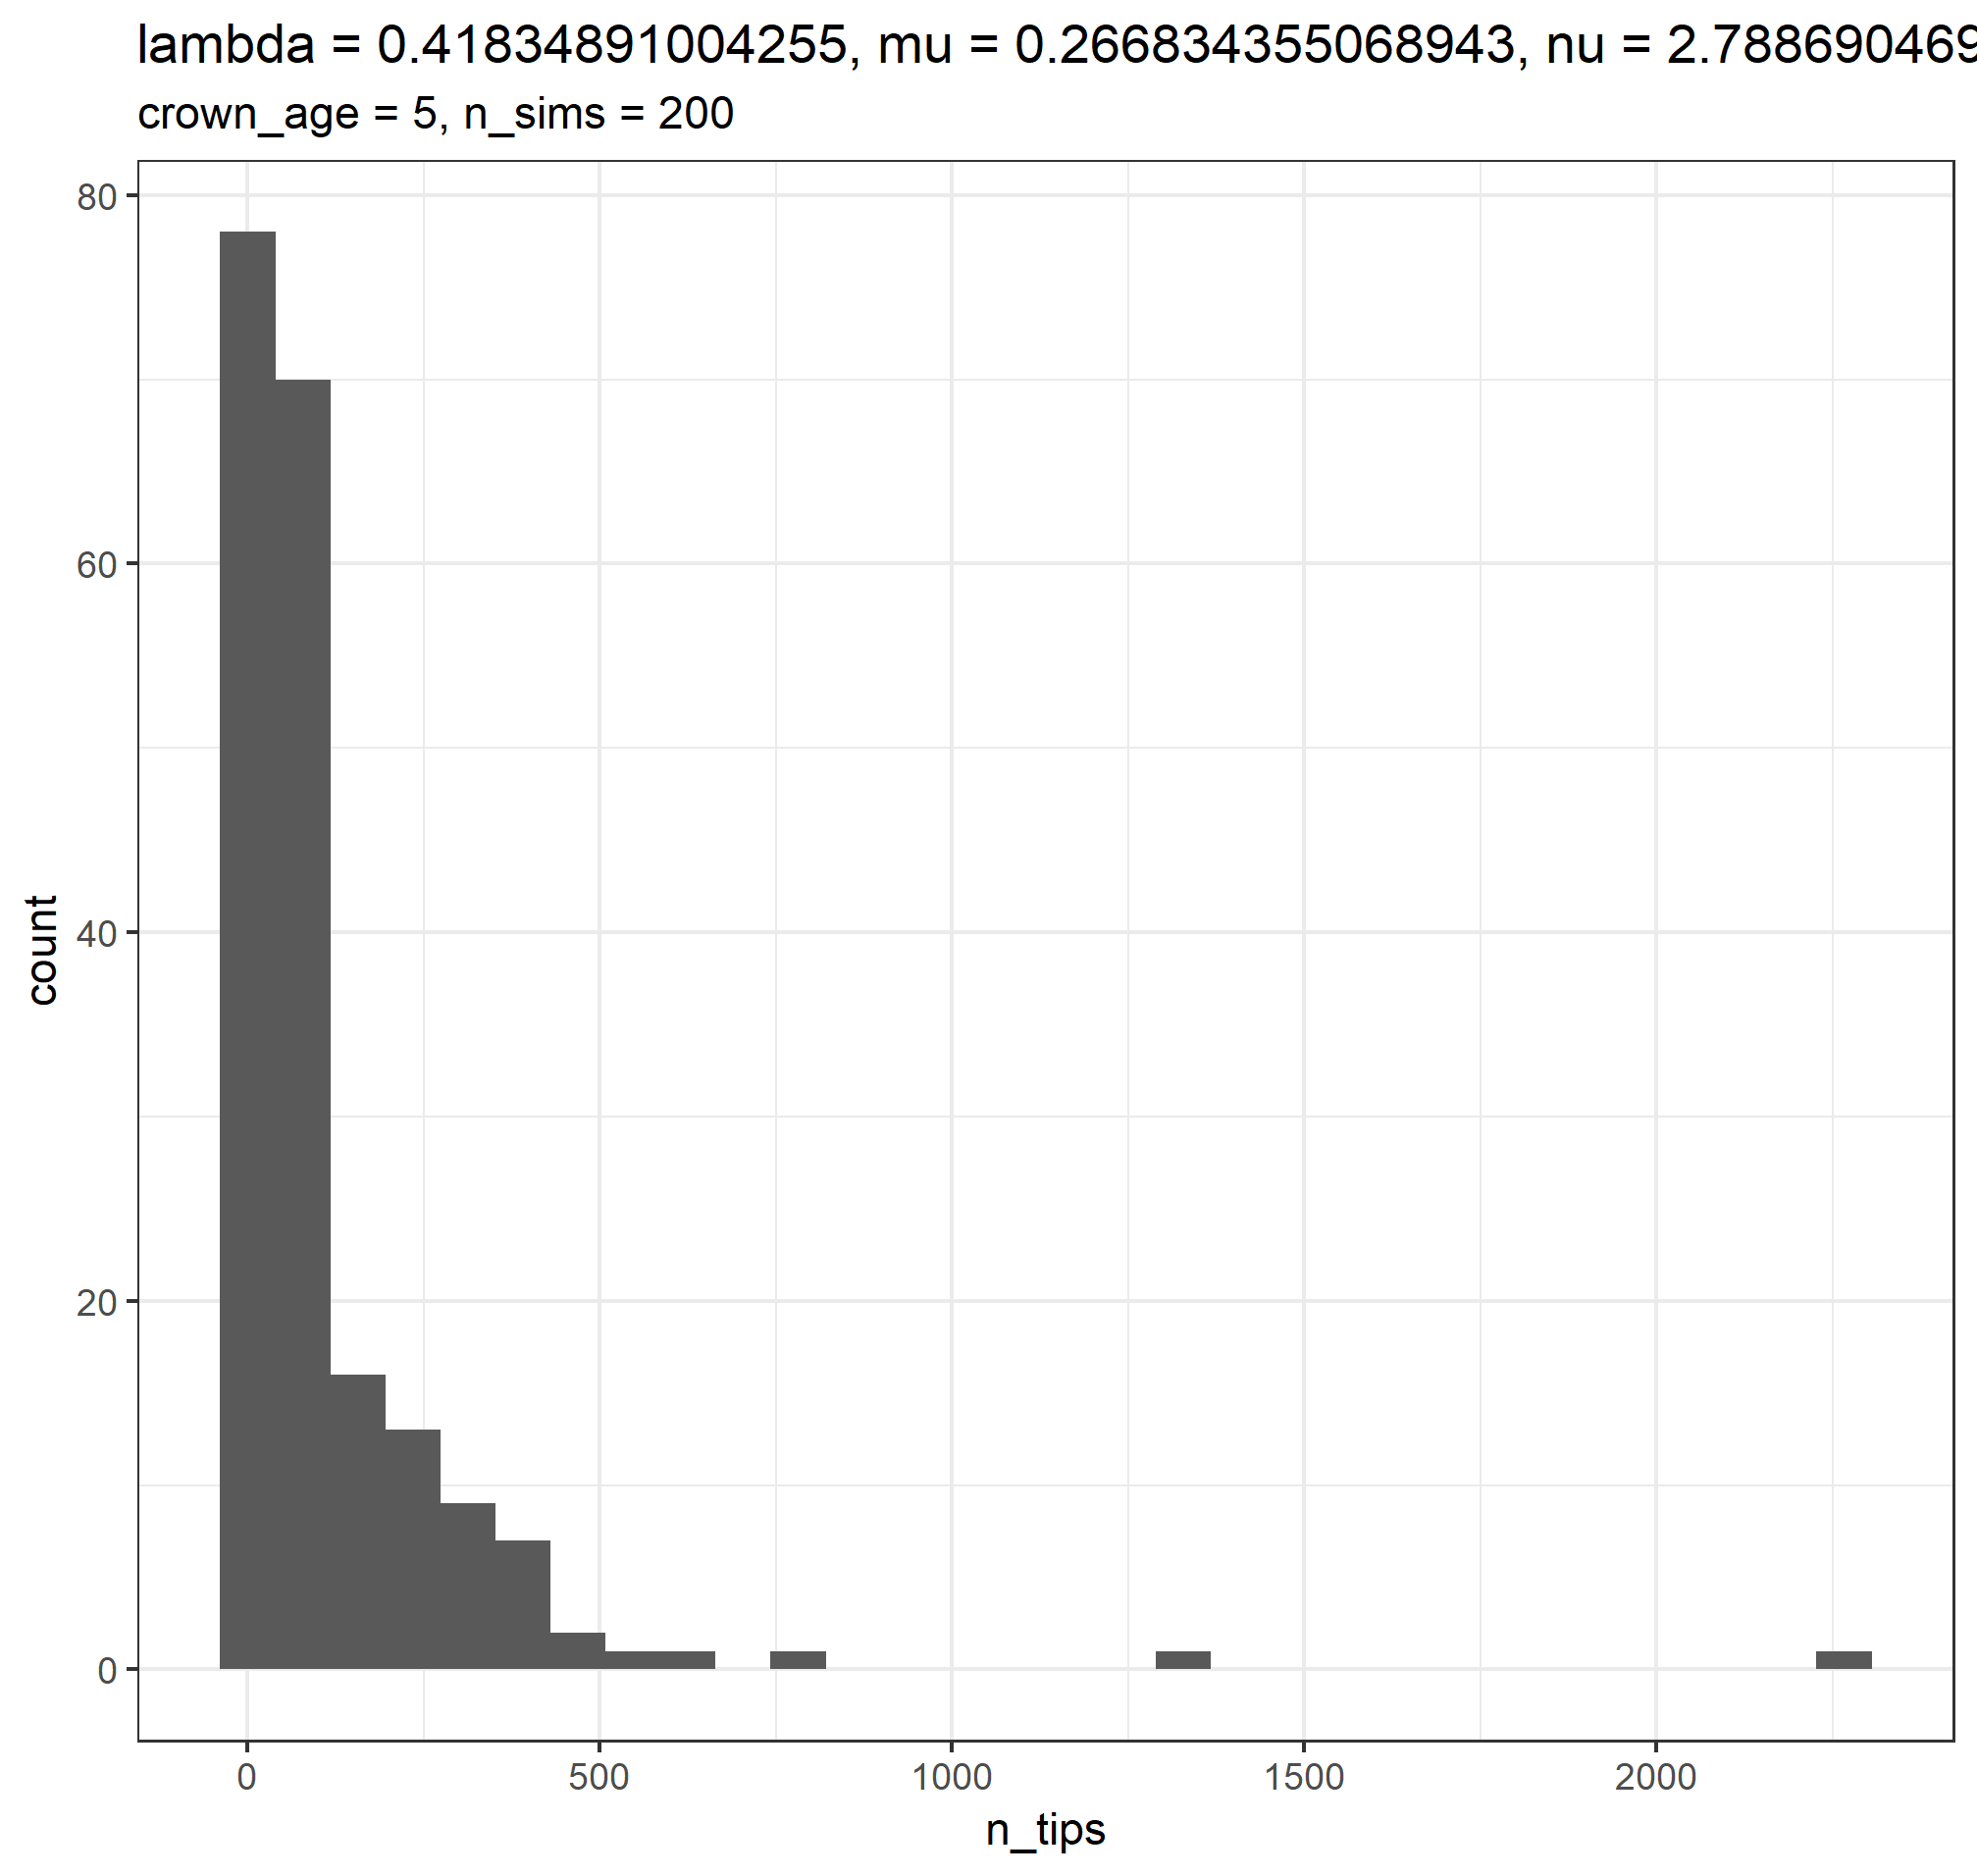 lambda = 0.41834891004255, mu = 0.266834355068943, nu = 2.788690469
crown_age = 5, n_sims = 200
80
60
40
20
0
count
0 500 1000 1500 2000
n_tips